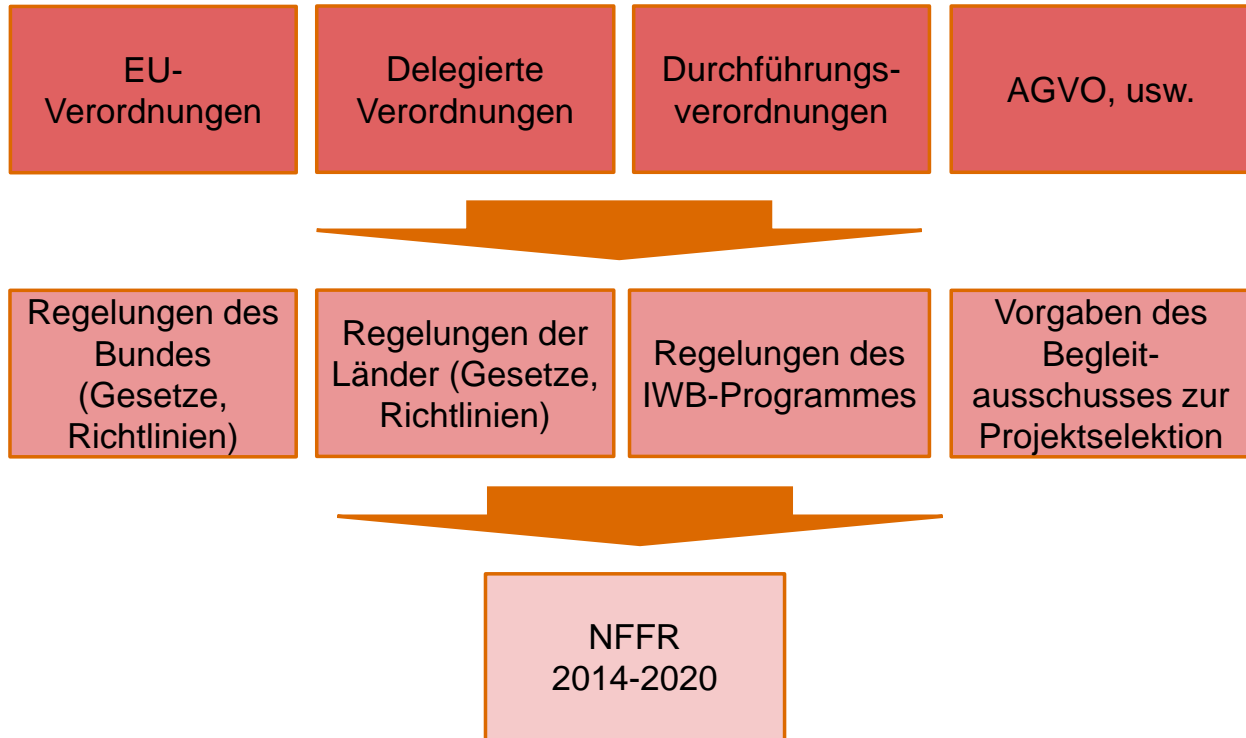 EU-
Verordnungen
Delegierte
Verordnungen
Durchführungs-
verordnungen
AGVO, usw.
Regelungen des
Bundes
(Gesetze,
Richtlinien)
Regelungen der
Länder (Gesetze,
Richtlinien)
Regelungen des
IWB-Programmes
Vorgaben des
Begleit-
ausschusses zur
Projektselektion
NFFR
2014-2020